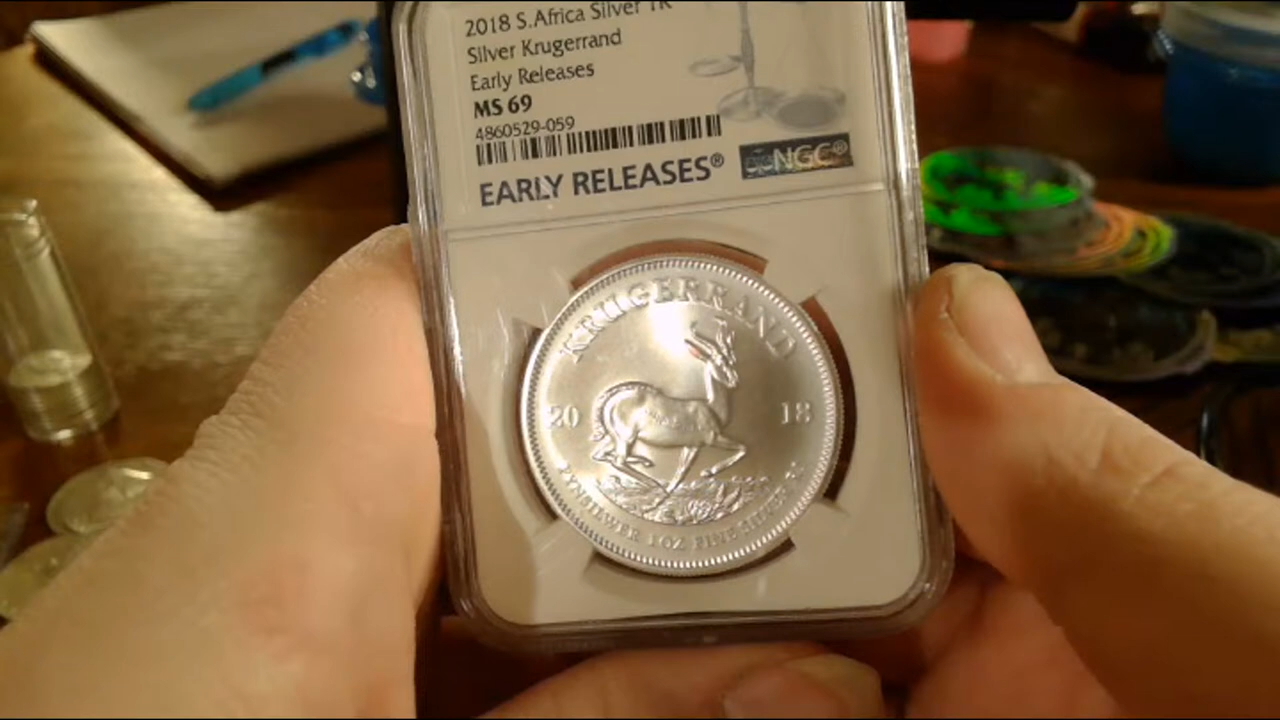 2018 S.Africa Silver 1R
Silver Krugerrand
Early Releases
MS 69
4860529-059
EARLY RELEASES®
NGC®
KRUGERRAND
20 18
FYNSILWER 1 OZ FINE SILVER